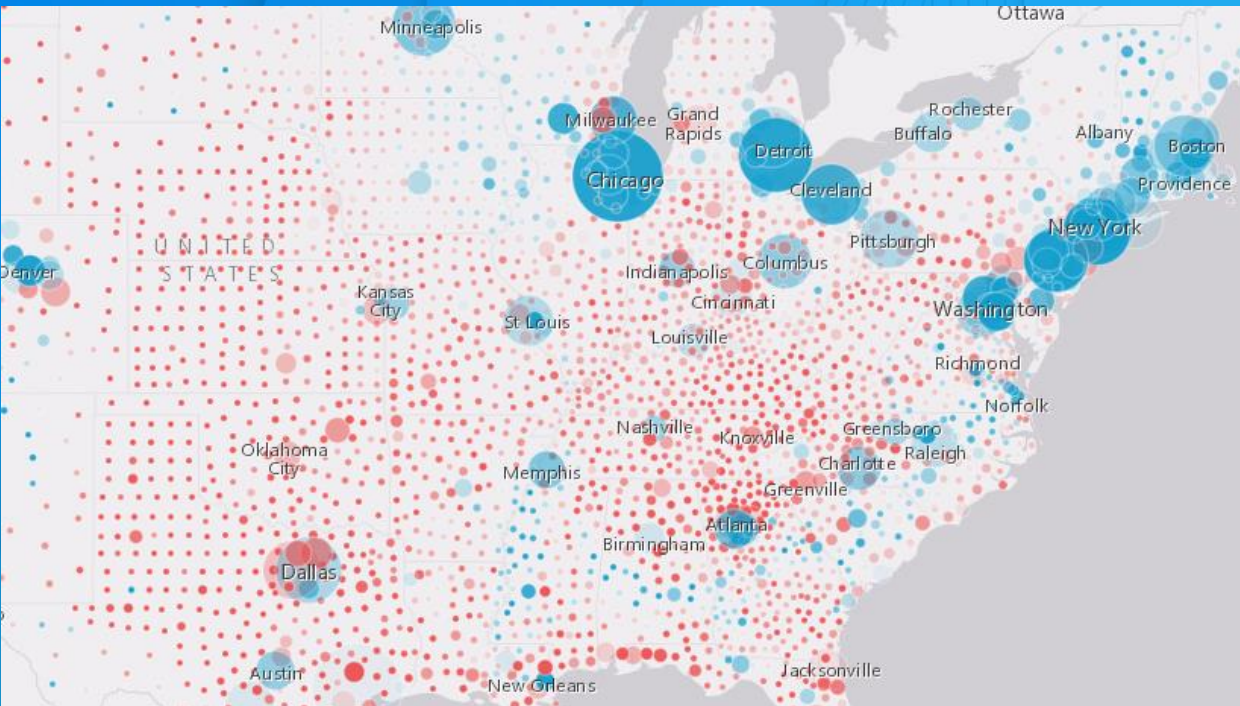 Ottawa
Minneapolis
Milwaukee
Grand
Rapids
Rochester
Buffalo
Albany
Boston
Detroit
Chicago
Cleveland
Providence
New York
Pittsburgh
UNITED
STATES
Denver
Indianapolis
Columbus
Kansas
City
Cincinnati
Washington
St Louis
Louisville
Richmond
Norfolk
Nashville
Knoxville
Greensboro
Oklahoma
City
Raleigh
Memphis
Charlotte
Greenville
Atlanta
Birmingham
Dallas
Austin
New Orleans
Jacksonville